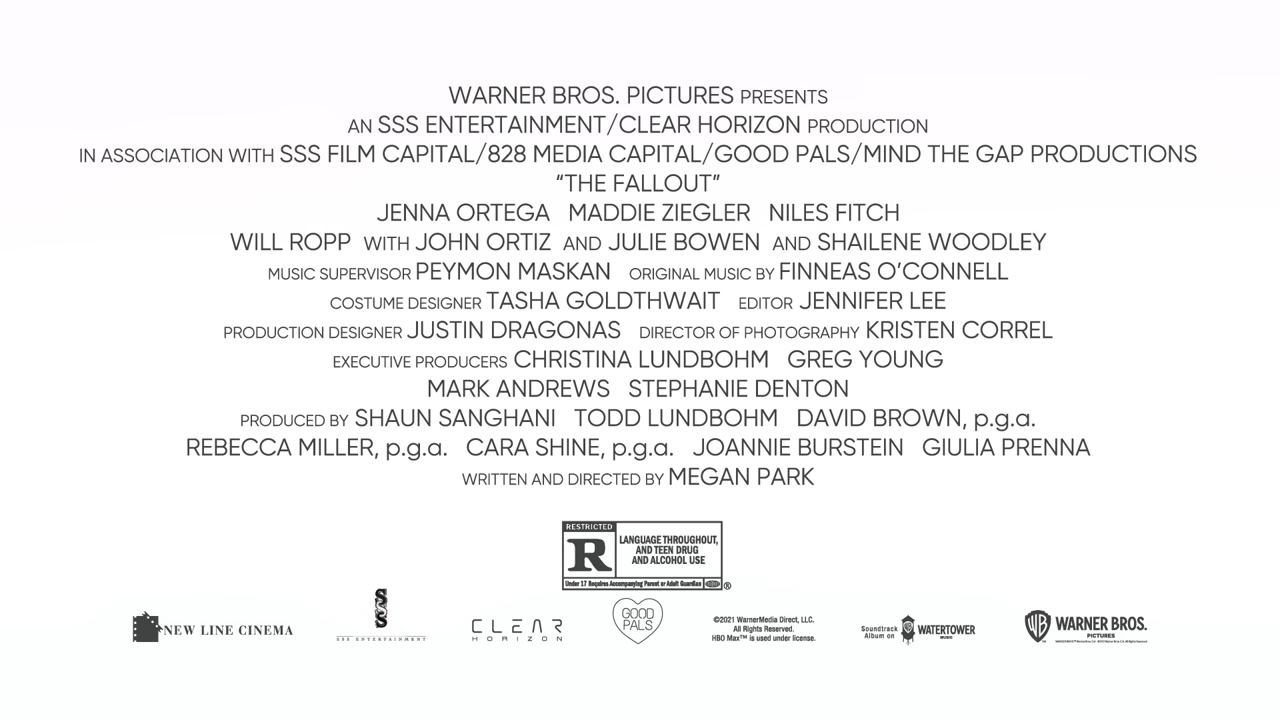 WARNER BROS. PICTURES PRESENTS
AN SSS ENTERTAINMENT/CLEAR HORIZON PRODUCTION
IN ASSOCIATION WITH SSS FILM CAPITAL/828 MEDIA CAPITAL/GOOD PALS/MIND THE GAP PRODUCTIONS
“THE FALLOUT”
JENNA ORTEGA MADDIE ZIEGLER NILES FITCH
WILL ROPP WITH JOHN ORTIZ AND JULIE BOWEN AND SHAILENE WOODLEY
MUSIC SUPERVISOR PEYMON MASKAN ORIGINAL MUSIC BY FINNEAS O’CONNELL
COSTUME DESIGNER TASHA GOLDTHWAIT EDITOR JENNIFER LEE
PRODUCTION DESIGNER JUSTIN DRAGONAS DIRECTOR OF PHOTOGRAPHY KRISTEN CORREL
EXECUTIVE PRODUCERS CHRISTINA LUNDBOHM GREG YOUNG
MARK ANDREWS STEPHANIE DENTON
PRODUCED BY SHAUN SANGHANI TODD LUNDBOHM DAVID BROWN, p.g.a.
REBECCA MILLER, p.g.a. CARA SHINE, p.g.a. JOANNIE BURSTEIN GIULIA PRENNA
WRITTEN AND DIRECTED BY MEGAN PARK
RESTRICTED
R
LANGUAGE THROUGHOUT,
AND TEEN DRUG
AND ALCOHOL USE
Under 17 Requires Accompanying Parent or Adult Guardian ®
NEW LINE CINEMA
SSS
SSS ENTERTAINMENT
CLEAR
HORIZON
GOOD
PALS
©2021 WarnerMedia Direct, LLC.
All Rights Reserved.
HBO Max™ is used under license.
Soundtrack
Album on
WATERTOWER
MUSIC
WB
WARNER BROS.
PICTURES